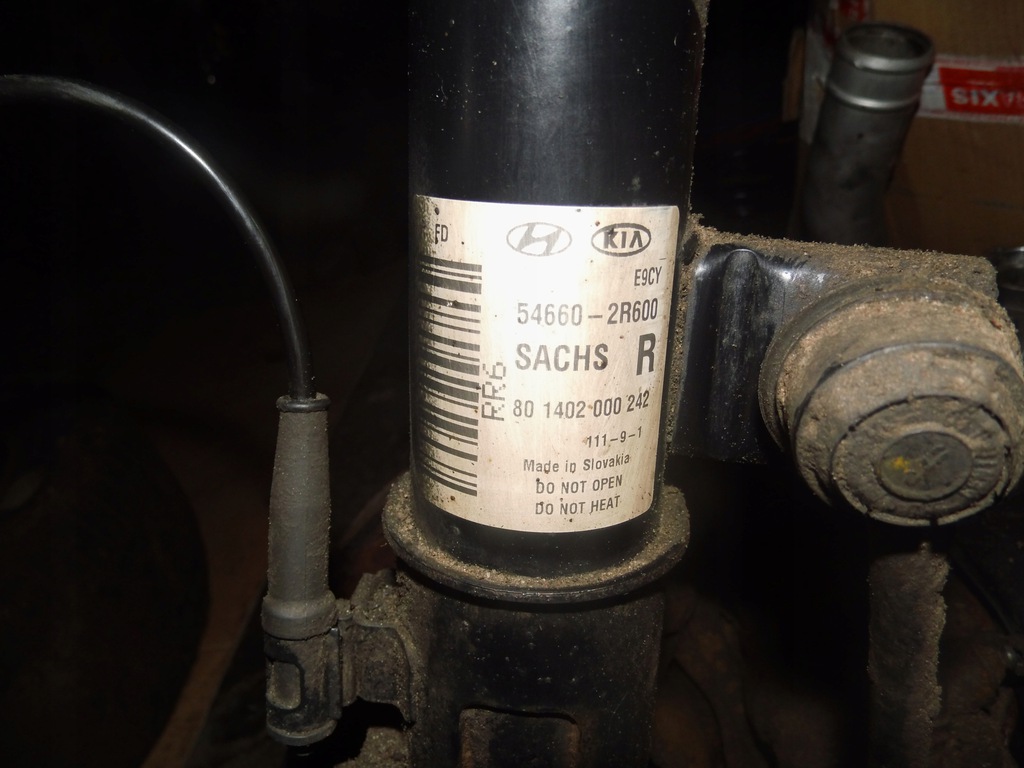 FD
KIA
E9CY
54660-2R600
SACHS R
RR6
80 1402 000 242
111-9-1
Made in Slovakia
DO NOT OPEN
DO NOT HEAT